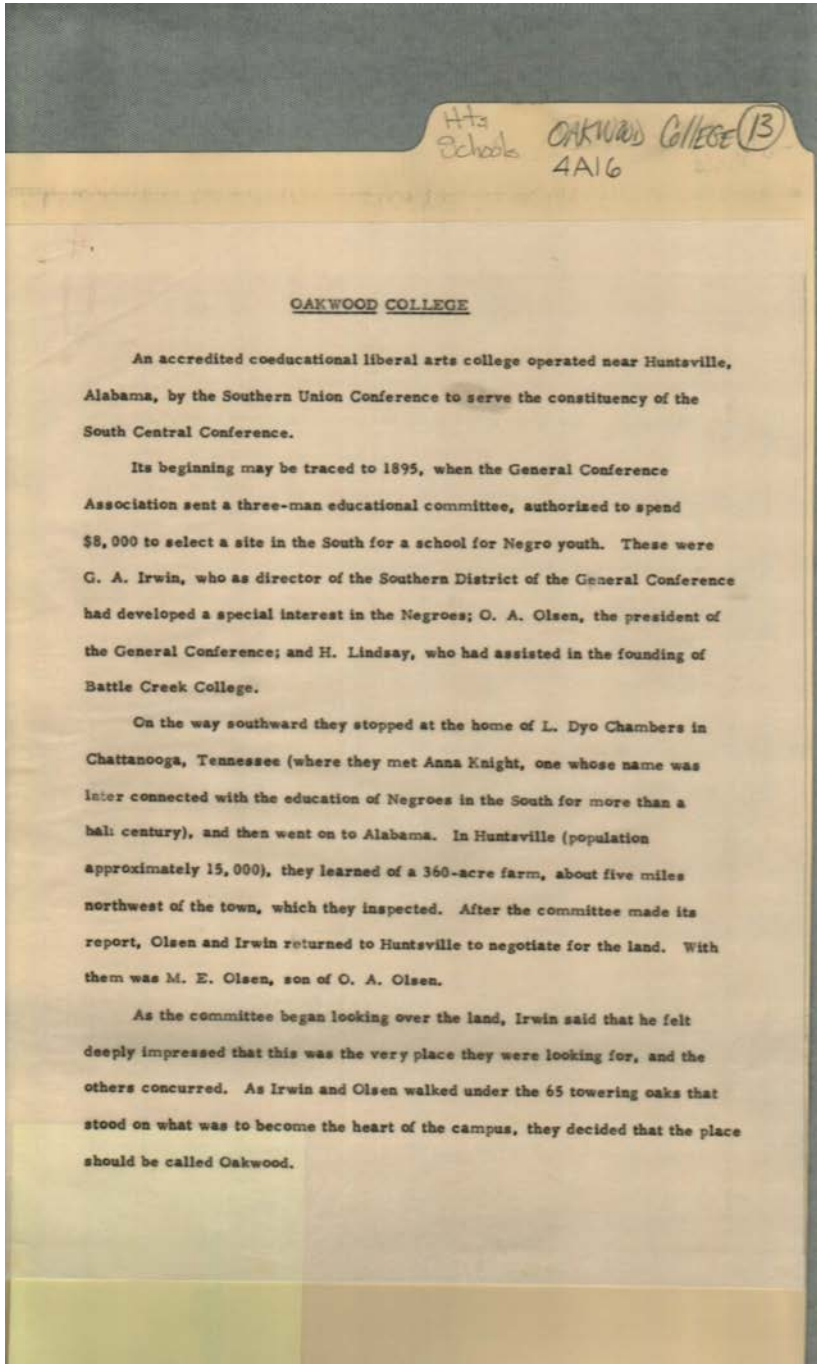 Hts
Schools
OAKWOOD COllEGE 13
4A16
OAKWOOD COLLEGE
An accredited coeducational liberal arts college operated near Huntsville,
Alabama, by the Southern Union Conference to serve the constituency of the
South Central Conference.
Its beginning may be traced to 1895, when the General Conference
Association sent a three-man educational committee, authorized to spend
$8,000 to select a site in the South for a school for Negro youth. These were
G. A. Irwin, who as director of the Southern District of the General Conference
had developed a special interest in the Negroes; O. A. Olsen, the president of
the General Conference; and H. Lindsay, who had assisted in the founding of
Battle Creek College.
On the way southward they stopped at the home of L. Dyo Chambers in
Chattanooga, Tennessee (where they met Anna Knight, one whose name was
later connected with the education of Negroes in the South for more than a
half century), and then went on to Alabama. In Huntsville (population
approximately 15,000), they learned of a 360-acre farm, about five miles
northwest of the town, which they inspected. After the committee made its
report, Olsen and Irwin returned to Huntsville to negotiate for the land. With
them was M. E. Olsen, son of O. A. Olsen.
As the committee began looking over the land, Irwin said that he felt
deeply impressed that this was the very place they were looking for, and the
others concurred. As Irwin and Olsen walked under the 65 towering oaks that
stood on what was to become the heart of the campus, they decided that the place
should be called Oakwood.